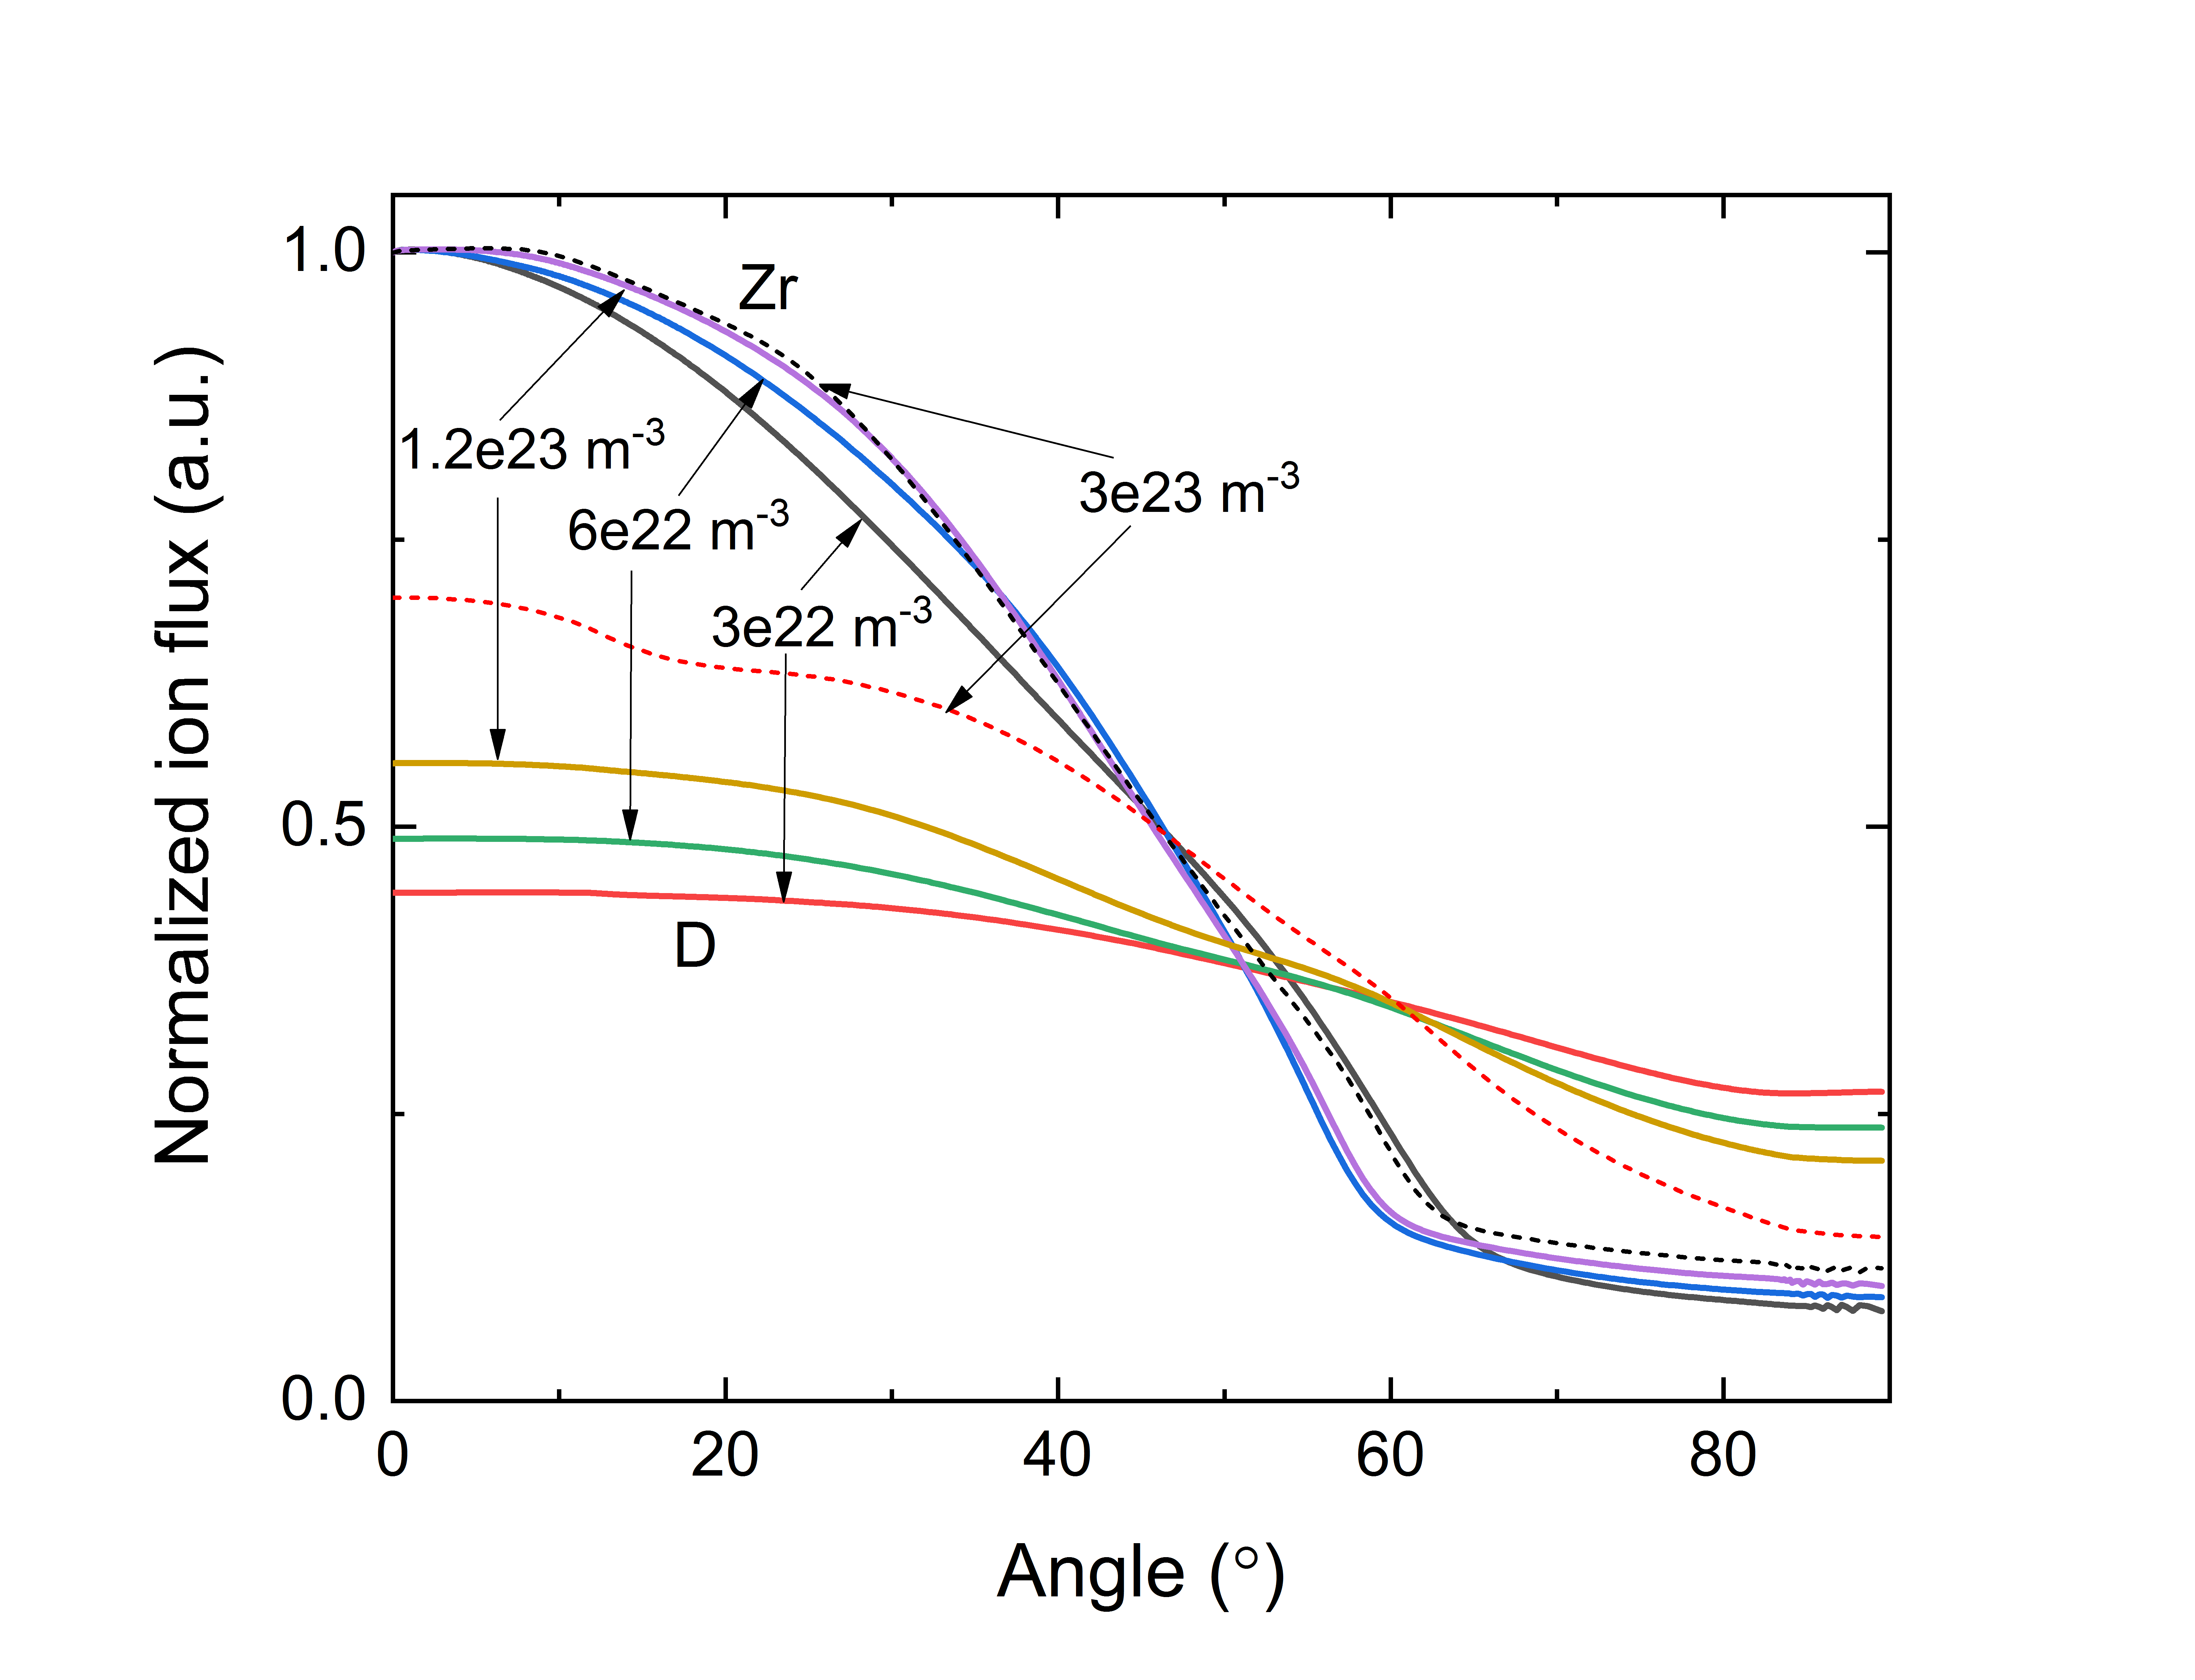 Normalized ion flux (a.u.)
1.0
0.5
0.0
Zr
1.2e23 m⁻³
6e22 m⁻³
3e22 m⁻³
3e23 m⁻³
D
0 20 40 60 80
Angle (°)